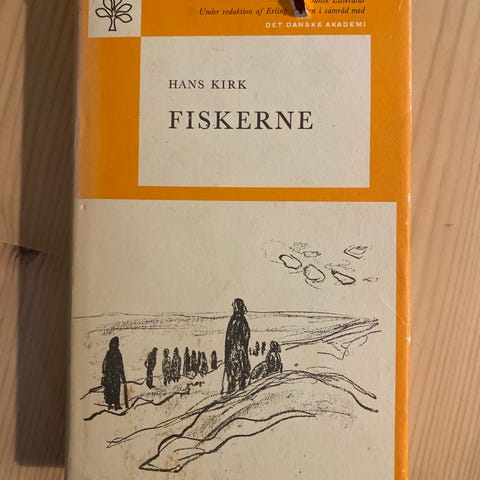 Dansk Litteratur
Under redaktion af Erling n i samråd med
DET DANSKE AKADEMI
HANS KIRK
FISKERNE